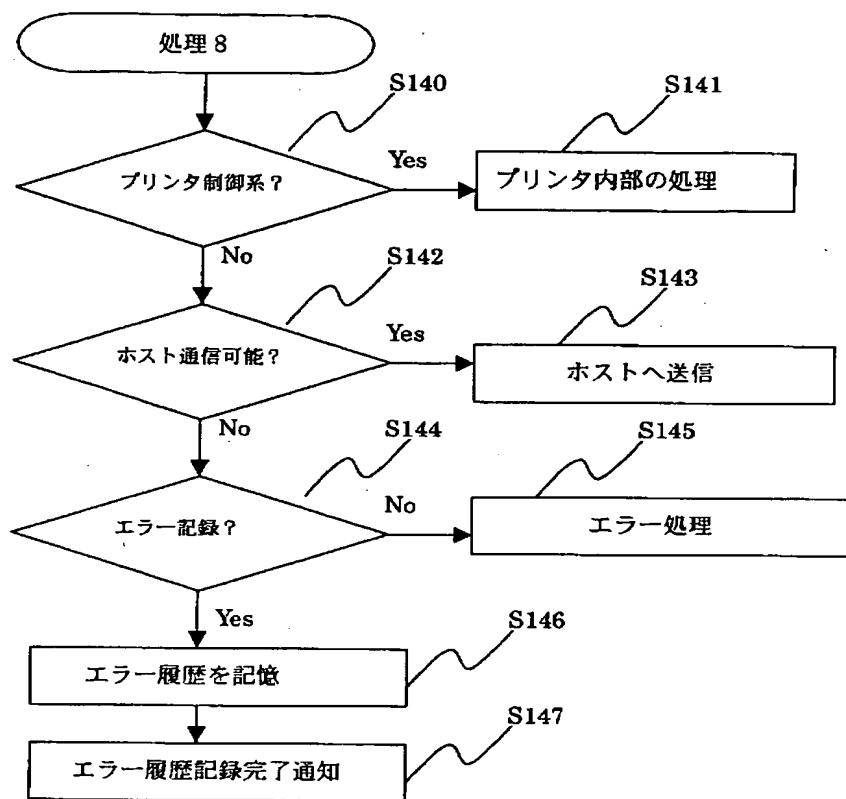 処理8
S140
S141
プリンタ制御系?
Yes
プリンタ内部の処理
No
S142
S143
ホスト通信可能?
Yes
ホストへ送信
No
S144
S145
エラー記録?
No
エラー処理
Yes
S146
エラー履歴を記憶
S147
エラー履歴記録完了通知